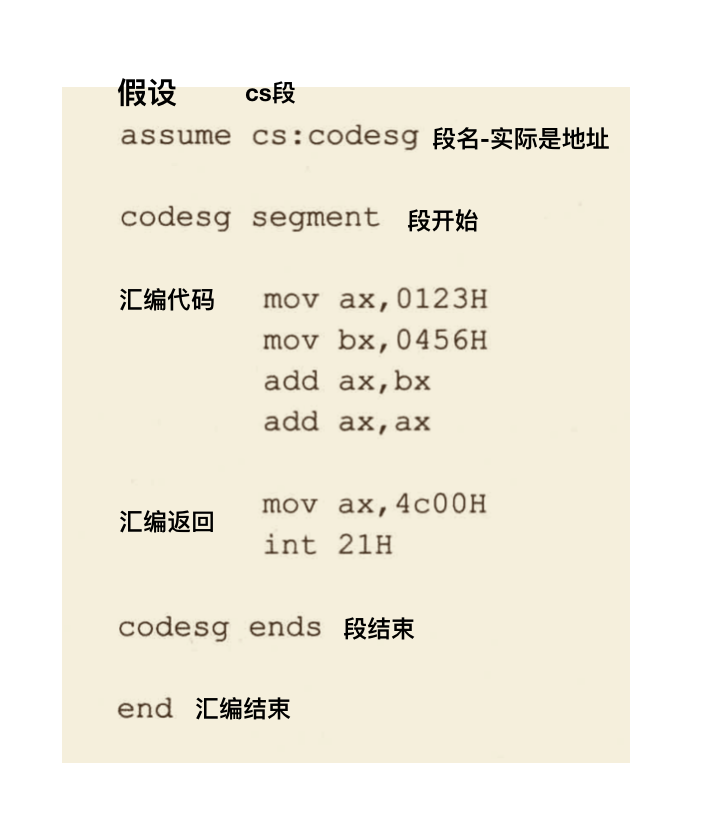 假设 cs段
assume cs:codesg 段名-实际是地址
codesg segment 段开始
汇编代码 mov ax,0123H
mov bx,0456H
add ax,bx
add ax,ax
mov ax,4c00H
汇编返回
int 21H
codesg ends 段结束
end 汇编结束